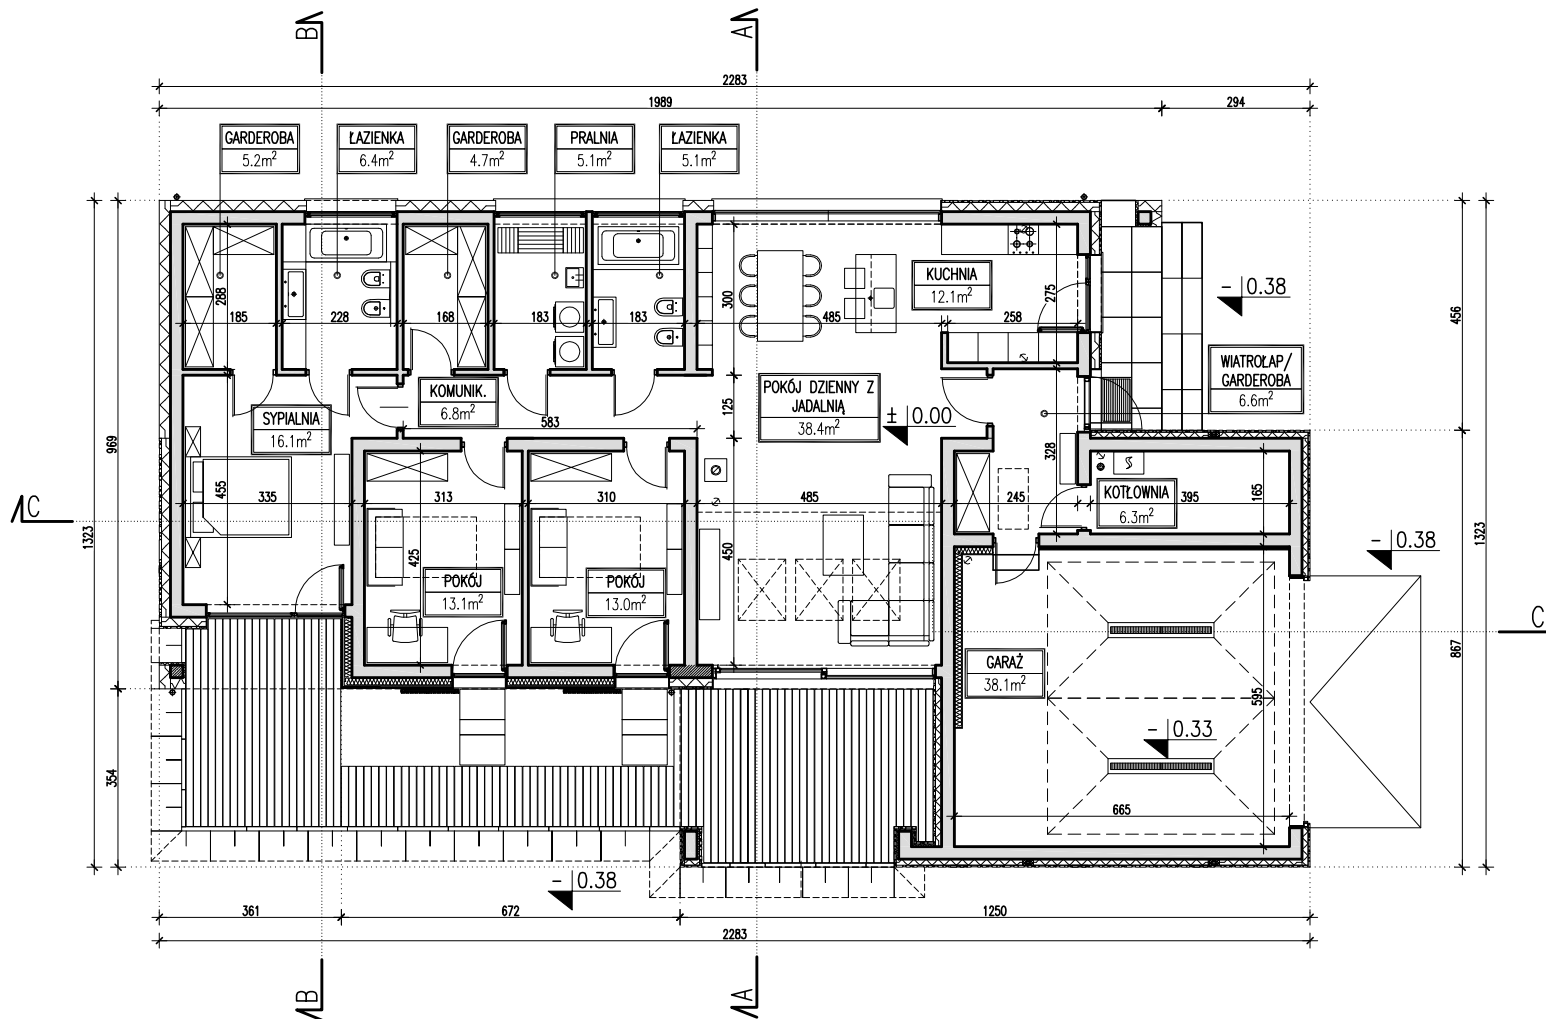 B
A
2283
1989
294
GARDEROBA
5.2m²
ŁAZIENKA
6.4m²
GARDEROBA
4.7m²
PRALNIA
5.1m²
ŁAZIENKA
5.1m²
KUCHNIA
12.1m²
- 0.38
288
300
275
185
228
168
183
183
485
258
456
WIATROŁAP/
GARDEROBA
6.6m²
KOMUNIK.
6.8m²
POKÓJ DZIENNY Z
JADALNIĄ
38.4m²
± 0.00
SYPIALNIA
16.1m²
583
125
328
969
1323
C
455
335
313
310
485
245
KOTŁOWNIA
6.3m²
395
165
1323
- 0.38
425
450
POKÓJ
13.1m²
POKÓJ
13.0m²
C
867
GARAŻ
38.1m²
595
- 0.33
354
665
- 0.38
361
672
1250
2283
B
A